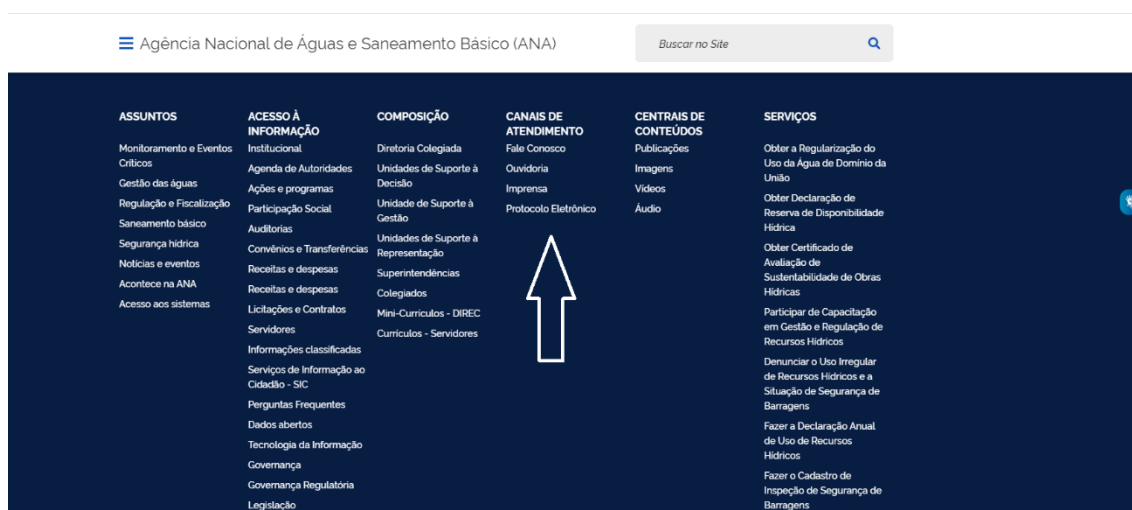 Agência Nacional de Águas e Saneamento Básico (ANA)
Buscar no Site
ASSUNTOS
Monitoramento e Eventos
Críticos
Gestão das águas
Regulação e Fiscalização
Saneamento básico
Segurança hídrica
Notícias e eventos
Acontece na ANA
Acesso aos sistemas
ACESSO À
INFORMAÇÃO
Institucional
Agenda de Autoridades
Ações e programas
Participação Social
Auditorias
Convênios e Transferências
Receitas e despesas
Receitas e despesas
Licitações e Contratos
Servidores
Informações classificadas
Serviços de Informação ao
Cidadão - SIC
Perguntas Frequentes
Dados abertos
Tecnologia da Informação
Governança
Governança Regulatória
Legislação
COMPOSIÇÃO
Diretoria Colegiada
Unidades de Suporte à
Decisão
Unidade de Suporte à
Gestão
Unidades de Suporte à
Representação
Superintendências
Colegiados
Mini-Currículos - DIREC
Currículos - Servidores
CANAIS DE
ATENDIMENTO
Fale Conosco
Ouvidoria
Imprensa
Protocolo Eletrônico
CENTRAIS DE
CONTEÚDOS
Publicações
Imagens
Vídeos
Áudio
SERVIÇOS
Obter a Regularização do
Uso da Água de Domínio da
União
Obter Declaração de
Reserva de Disponibilidade
Hídrica
Obter Certificado de
Avaliação de
Sustentabilidade de Obras
Hídricas
Participar de Capacitação
em Gestão e Regulação de
Recursos Hídricos
Denunciar o Uso Irregular
de Recursos Hídricos e a
Situação de Segurança de
Barragens
Fazer a Declaração Anual
de Uso de Recursos
Hídricos
Fazer o Cadastro de
Inspeção de Segurança de
Barragens